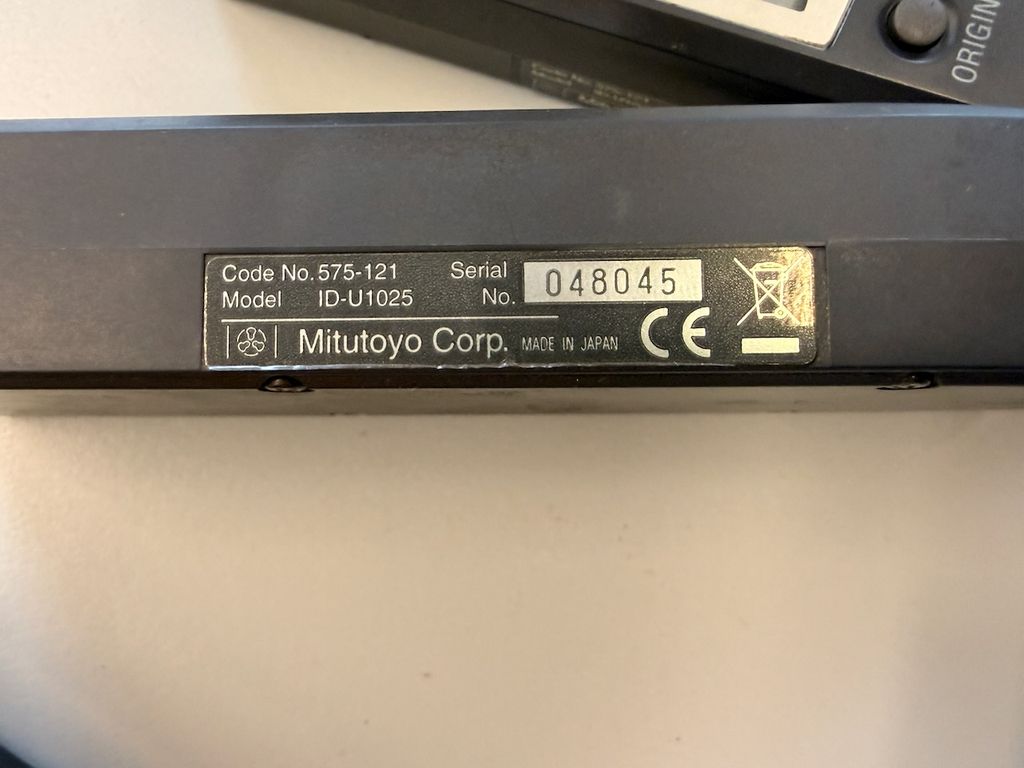 ORIGIN
Code No. 575-121 Serial
Model ID-U1025 No. 048045
Mitutoyo Corp. MADE IN JAPAN CE